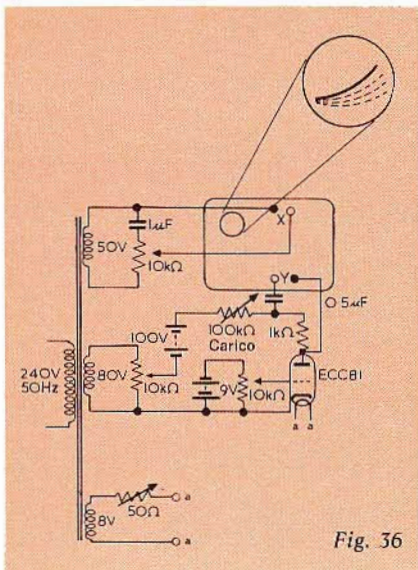 50V
1µF
10kΩ
X
Y
0 5µF
100V
100kΩ
Carico
1kΩ
240V
50Hz
80V
10kΩ
9V
10kΩ
ECC81
a a
8V
50Ω
a
a
Fig. 36